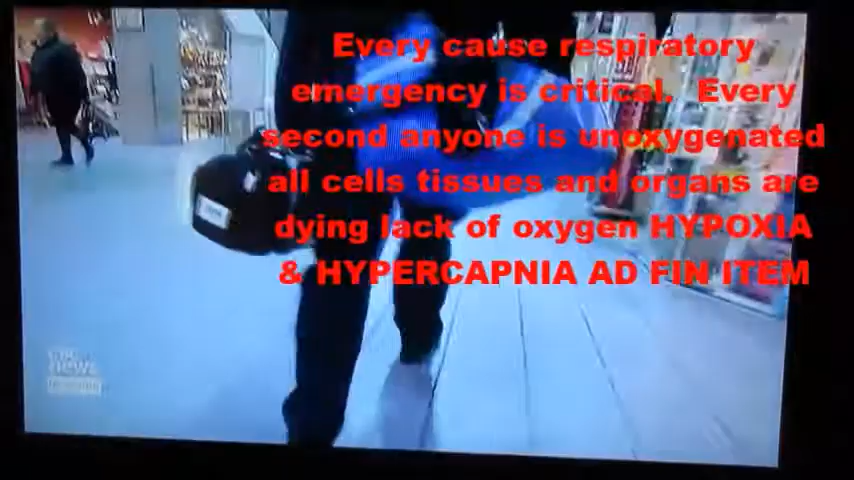 Every cause respiratory
emergency is critical. Every
second anyone is unoxygenated
all cells tissues and organs are
dying lack of oxygen HYPOXIA
& HYPERCAPNIA AD FIN ITEM
news